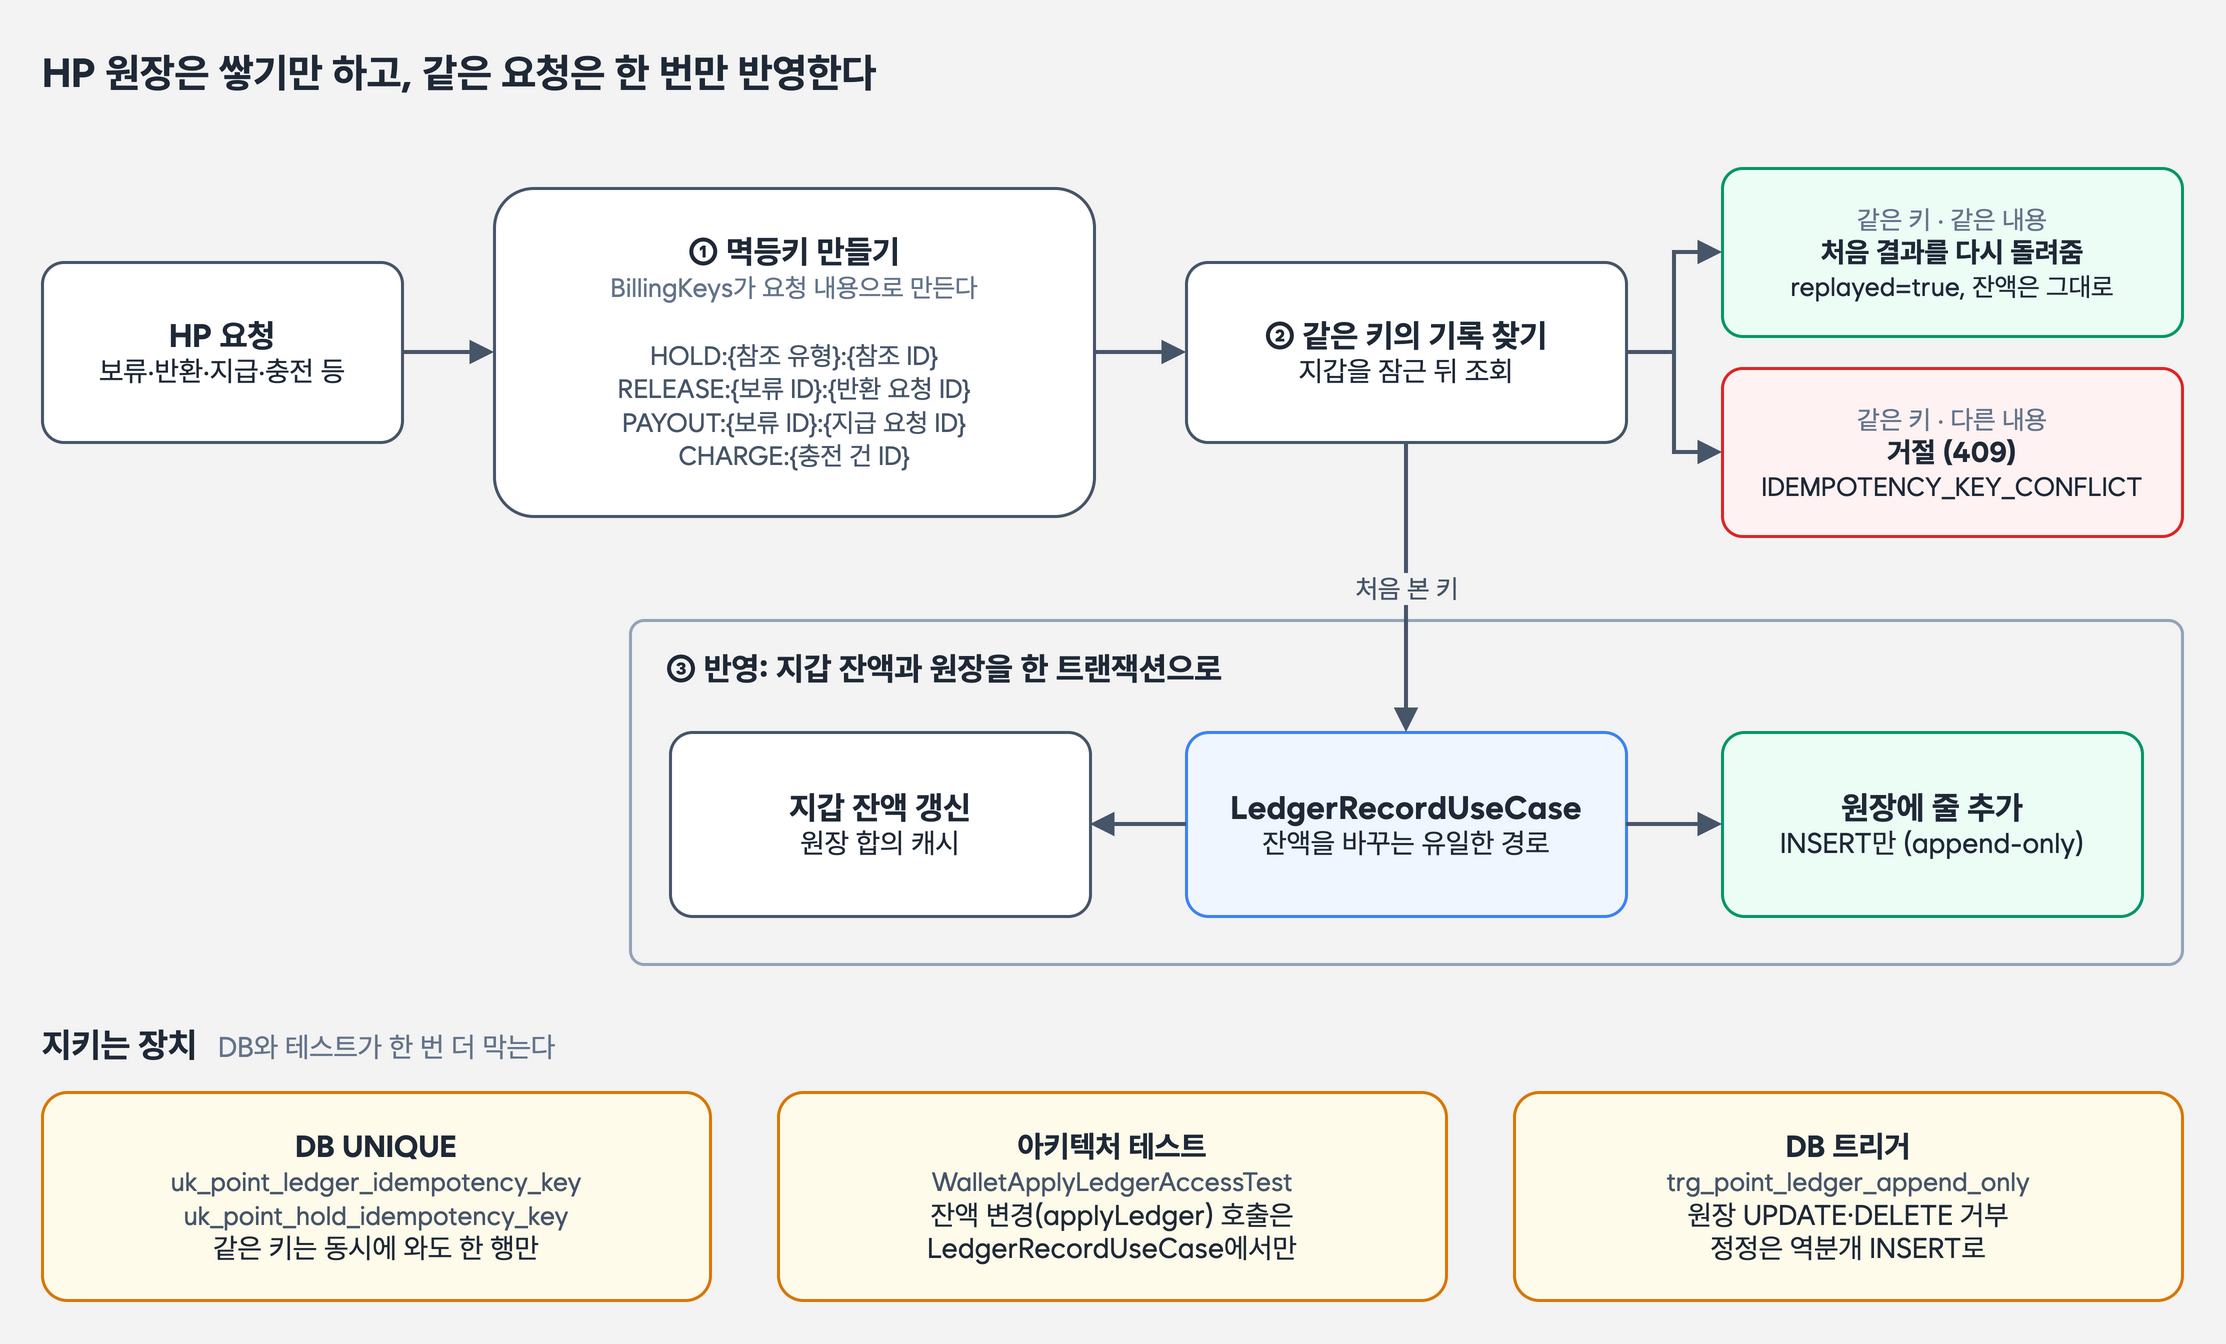 HP 원장은 쌓기만 하고, 같은 요청은 한 번만 반영한다
HP 요청
보류·반환·지급·충전 등
① 멱등키 만들기
BillingKeys가 요청 내용으로 만든다
HOLD:{참조 유형}:{참조 ID}
RELEASE:{보류 ID}:{반환 요청 ID}
PAYOUT:{보류 ID}:{지급 요청 ID}
CHARGE:{충전 건 ID}
② 같은 키의 기록 찾기
지갑을 잠근 뒤 조회
같은 키 · 같은 내용
처음 결과를 다시 돌려줌
replayed=true, 잔액은 그대로
같은 키 · 다른 내용
거절 (409)
IDEMPOTENCY_KEY_CONFLICT
처음 본 키
③ 반영: 지갑 잔액과 원장을 한 트랜잭션으로
지갑 잔액 갱신
원장 합의 캐시
LedgerRecordUseCase
잔액을 바꾸는 유일한 경로
원장에 줄 추가
INSERT만 (append-only)
지키는 장치 DB와 테스트가 한 번 더 막는다
DB UNIQUE
uk_point_ledger_idempotency_key
uk_point_hold_idempotency_key
같은 키는 동시에 와도 한 행만
아키텍처 테스트
WalletApplyLedgerAccessTest
잔액 변경(applyLedger) 호출은
LedgerRecordUseCase에서만
DB 트리거
trg_point_ledger_append_only
원장 UPDATE·DELETE 거부
정정은 역분개 INSERT로